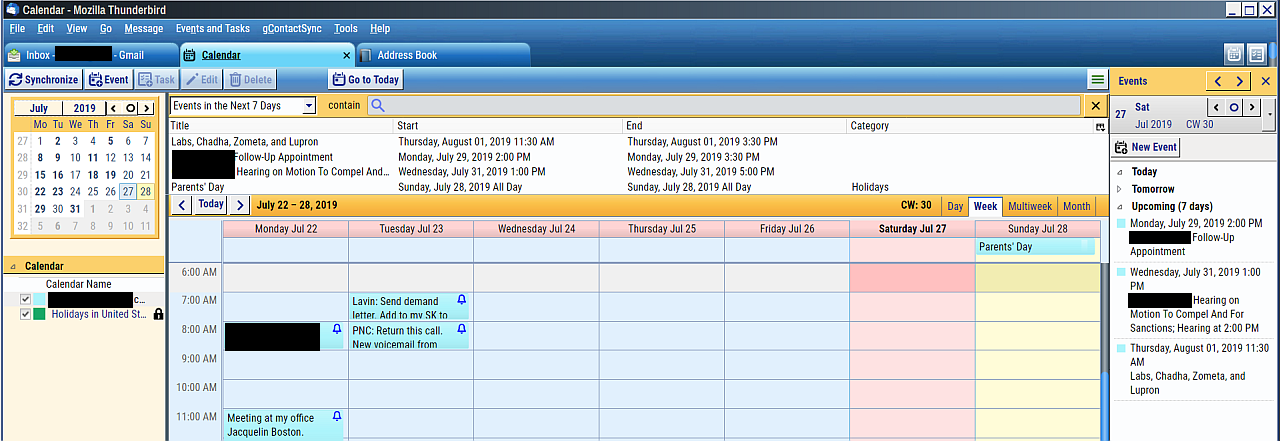 Calendar - Mozilla Thunderbird
File Edit View Go Message Events and Tasks gContactSync Tools Help
Inbox - - Gmail Calendar Address Book
Synchronize Event Task Edit Delete Go to Today
Events
July 2019
Mo Tu We Th Fr Sa Su
27 1 2 3 4 5 6 7
28 8 9 10 11 12 13 14
29 15 16 17 18 19 20 21
30 22 23 24 25 26 27 28
31 29 30 31 1 2 3 4
32 5 6 7 8 9 10 11
Calendar
Calendar Name
c...
Holidays in United St...
Events in the Next 7 Days contain
Title Start End Category
Labs, Chadha, Zometa, and Lupron Thursday, August 01, 2019 11:30 AM Thursday, August 01, 2019 3:30 PM
Follow-Up Appointment Monday, July 29, 2019 2:00 PM Monday, July 29, 2019 3:30 PM
Hearing on Motion To Compel And... Wednesday, July 31, 2019 1:00 PM Wednesday, July 31, 2019 5:00 PM
Parents' Day Sunday, July 28, 2019 All Day Sunday, July 28, 2019 All Day Holidays
Today July 22 – 28, 2019 CW: 30 Day Week Multiweek Month
Monday Jul 22 Tuesday Jul 23 Wednesday Jul 24 Thursday Jul 25 Friday Jul 26 Saturday Jul 27 Sunday Jul 28
Parents' Day
6:00 AM
7:00 AM
Lavin: Send demand
letter. Add to my SK to
8:00 AM
PNC: Return this call.
New voicemail from
9:00 AM
10:00 AM
11:00 AM
Meeting at my office
Jacquelin Boston.
27 Sat
Jul 2019 CW 30
New Event
Today
Tomorrow
Upcoming (7 days)
Monday, July 29, 2019 2:00 PM
Follow-Up
Appointment
Wednesday, July 31, 2019 1:00
PM
Hearing on
Motion To Compel And For
Sanctions; Hearing at 2:00 PM
Thursday, August 01, 2019 11:30
AM
Labs, Chadha, Zometa, and
Lupron